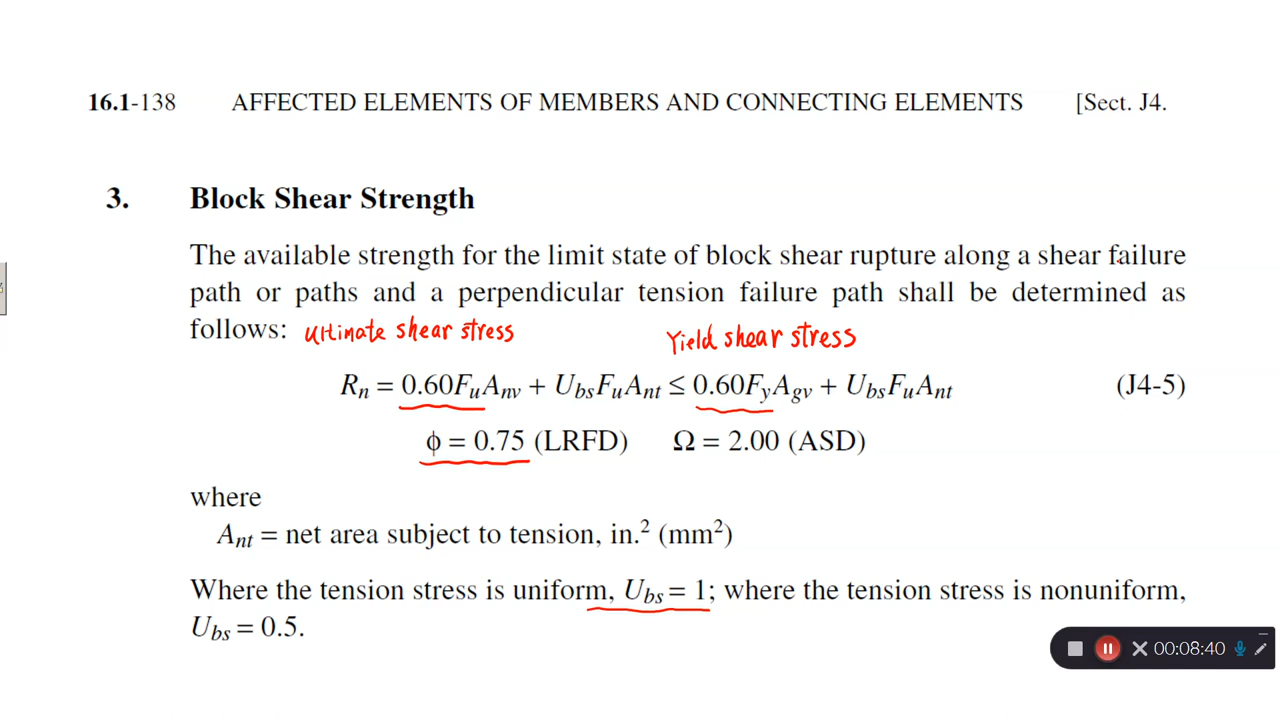 16.1-138 AFFECTED ELEMENTS OF MEMBERS AND CONNECTING ELEMENTS [Sect. J4.
3. Block Shear Strength
The available strength for the limit state of block shear rupture along a shear failure
path or paths and a perpendicular tension failure path shall be determined as
follows: Ultimate shear stress Yield shear stress
Rn = 0.60FuAnv + UbsFuAnt ≤ 0.60FyAgv + UbsFuAnt (J4-5)
ϕ = 0.75 (LRFD) Ω = 2.00 (ASD)
where
Ant = net area subject to tension, in.² (mm²)
Where the tension stress is uniform, Ubs = 1; where the tension stress is nonuniform,
Ubs = 0.5.
00:08:40